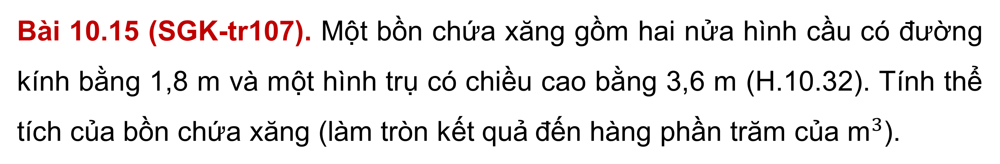 Bài 10.15 (SGK-tr107). Một bồn chứa xăng gồm hai nửa hình cầu có đường
kính bằng 1,8 m và một hình trụ có chiều cao bằng 3,6 m (H.10.32). Tính thể
tích của bồn chứa xăng (làm tròn kết quả đến hàng phần trăm của m³).